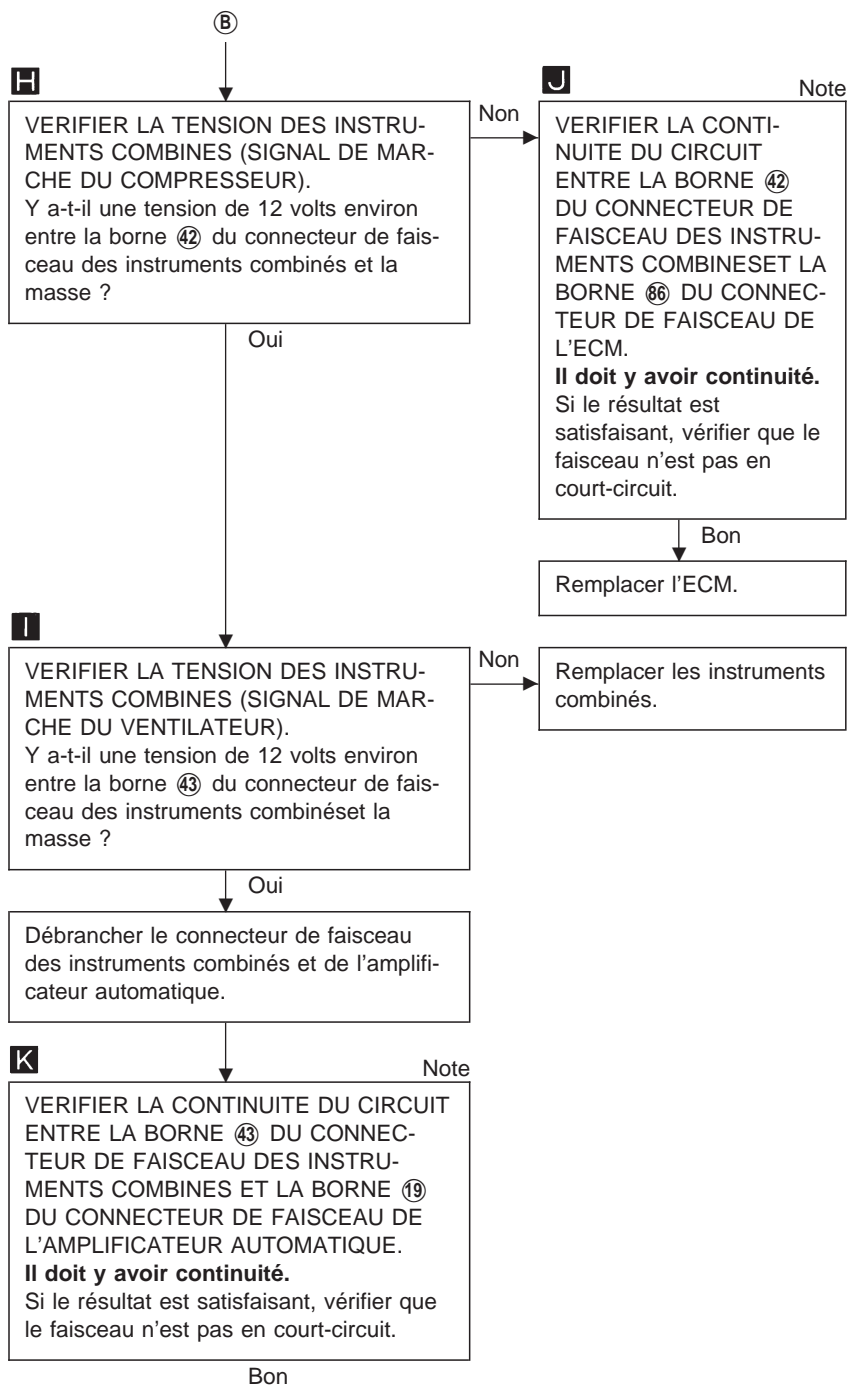 B
H
VERIFIER LA TENSION DES INSTRU-
MENTS COMBINES (SIGNAL DE MAR-
CHE DU COMPRESSEUR).
Y a-t-il une tension de 12 volts environ
entre la borne 42 du connecteur de fais-
ceau des instruments combinés et la
masse ?
Non
Oui
J
Note
VERIFIER LA CONTI-
NUITE DU CIRCUIT
ENTRE LA BORNE 42
DU CONNECTEUR DE
FAISCEAU DES INSTRU-
MENTS COMBINESET LA
BORNE 86 DU CONNEC-
TEUR DE FAISCEAU DE
L'ECM.
Il doit y avoir continuité.
Si le résultat est
satisfaisant, vérifier que le
faisceau n'est pas en
court-circuit.
Bon
Remplacer l'ECM.
I
VERIFIER LA TENSION DES INSTRU-
MENTS COMBINES (SIGNAL DE MAR-
CHE DU VENTILATEUR).
Y a-t-il une tension de 12 volts environ
entre la borne 43 du connecteur de fais-
ceau des instruments combinéset la
masse ?
Non
Remplacer les instruments
combinés.
Oui
Débrancher le connecteur de faisceau
des instruments combinés et de l'amplifi-
cateur automatique.
K
Note
VERIFIER LA CONTINUITE DU CIRCUIT
ENTRE LA BORNE 43 DU CONNEC-
TEUR DE FAISCEAU DES INSTRU-
MENTS COMBINES ET LA BORNE 19
DU CONNECTEUR DE FAISCEAU DE
L'AMPLIFICATEUR AUTOMATIQUE.
Il doit y avoir continuité.
Si le résultat est satisfaisant, vérifier que
le faisceau n'est pas en court-circuit.
Bon